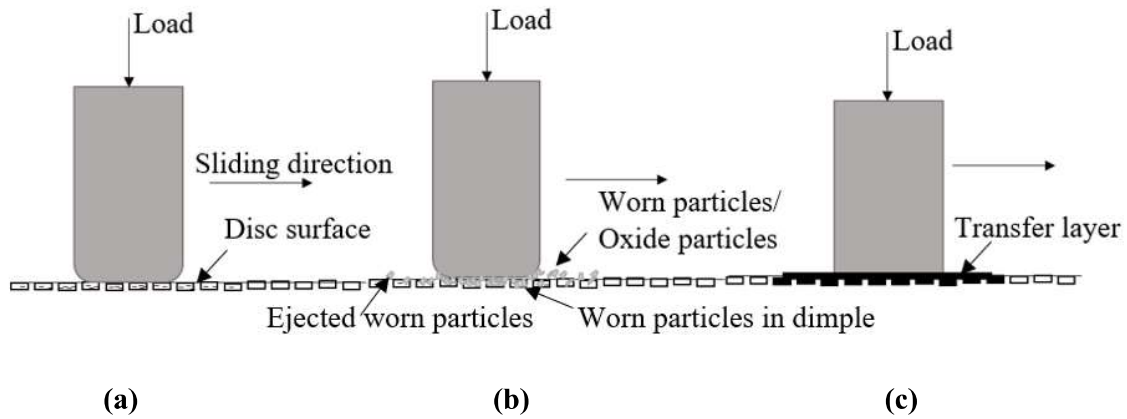 Load
Sliding direction
Disc surface
(a)
Load
Worn particles/
Oxide particles
Ejected worn particles
Worn particles in dimple
(b)
Load
Transfer layer
(c)